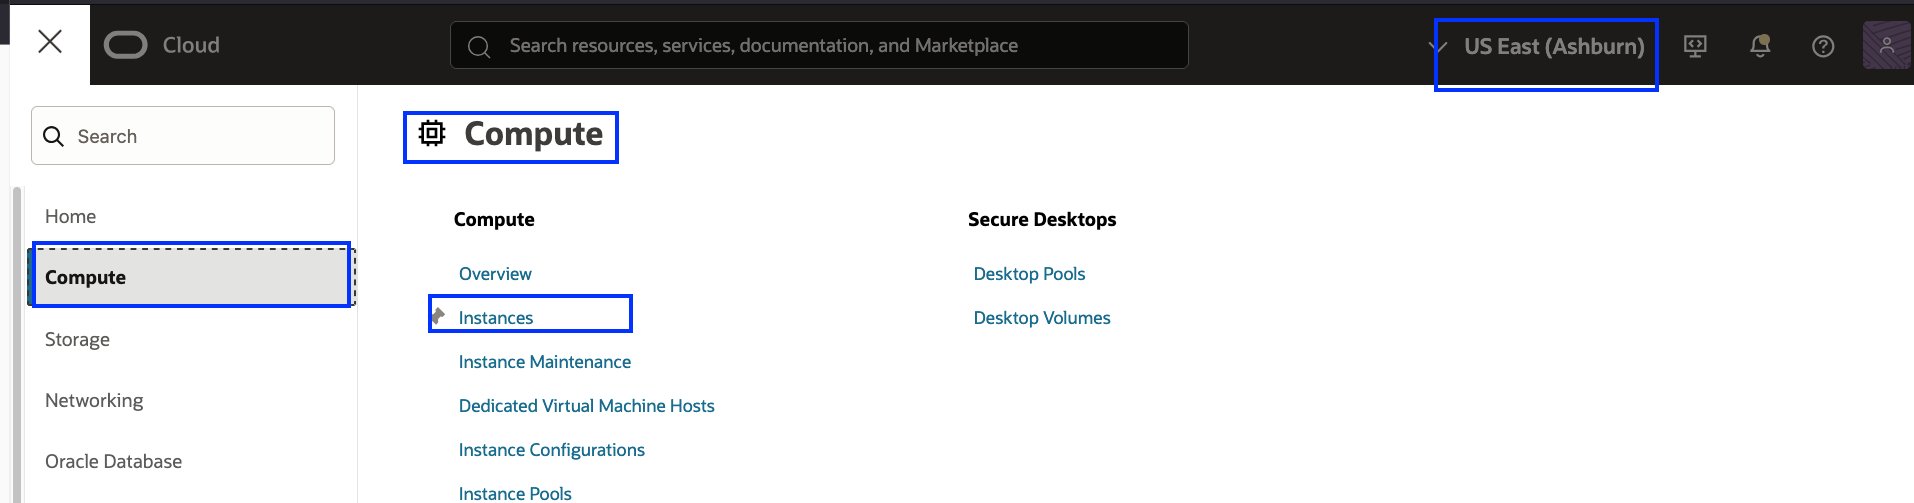 Cloud
Search resources, services, documentation, and Marketplace
US East (Ashburn)
Search
Home
Compute
Storage
Networking
Oracle Database
Compute
Compute
Overview
Instances
Instance Maintenance
Dedicated Virtual Machine Hosts
Instance Configurations
Instance Pools
Secure Desktops
Desktop Pools
Desktop Volumes